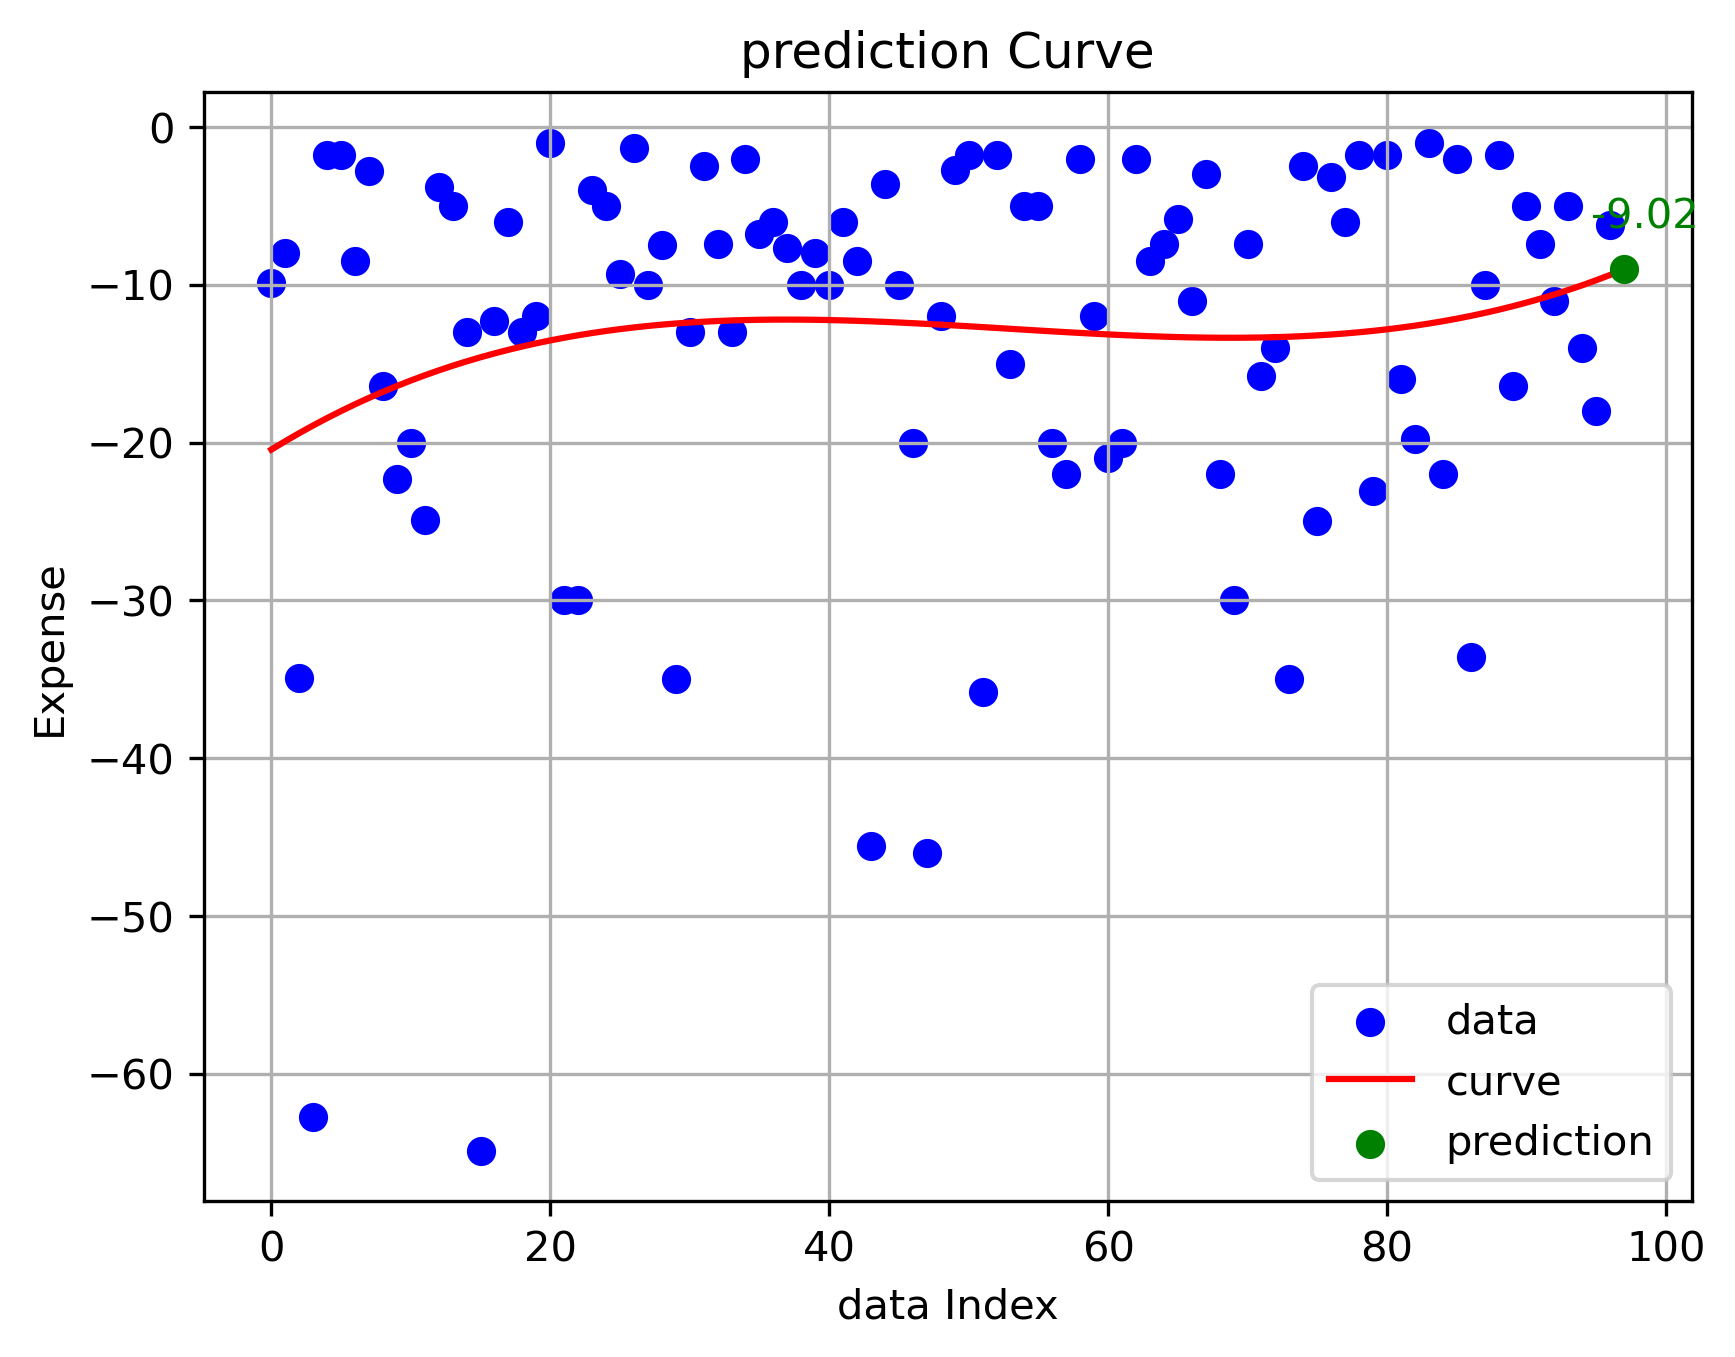 prediction Curve
0
−10
−20
−30
−40
−50
−60
Expense
-9.02
data
curve
prediction
0 20 40 60 80 100
data Index